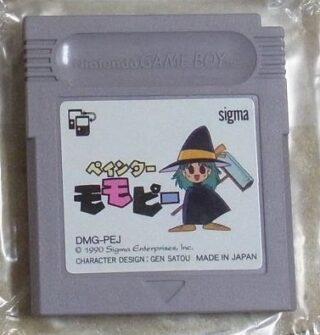 Nintendo GAME BOY TM
sigma
ペインター
モモピー
DMG-PEJ
© 1990 Sigma Enterprises, Inc.
CHARACTER DESIGN: GEN SATOU MADE IN JAPAN